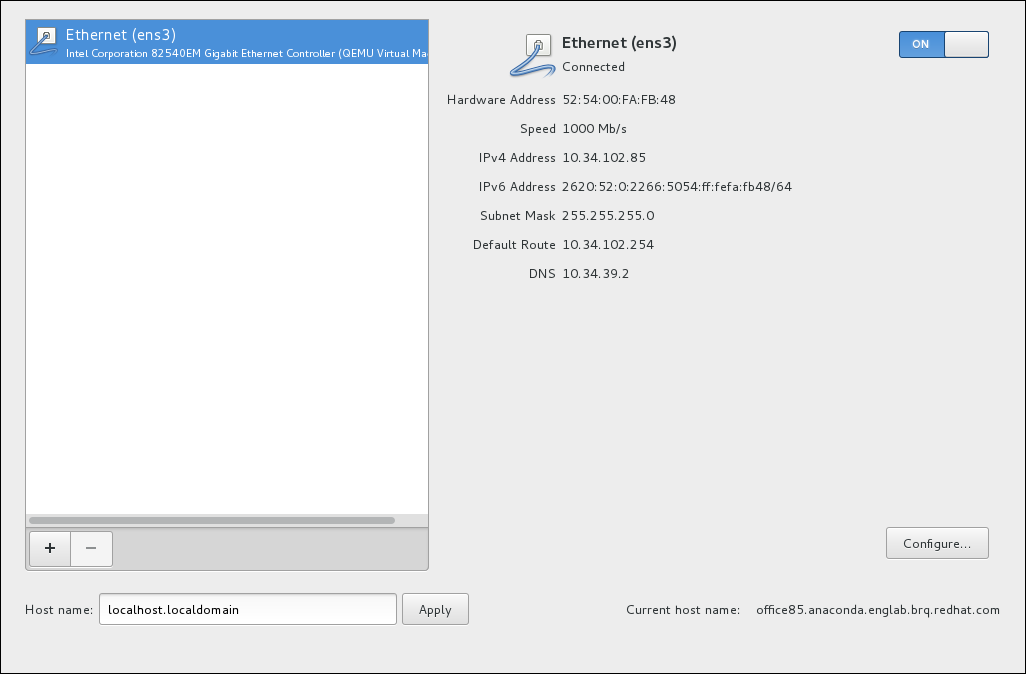 Ethernet (ens3)
Intel Corporation 82540EM Gigabit Ethernet Controller (QEMU Virtual Ma
Ethernet (ens3)
Connected
ON
Hardware Address 52:54:00:FA:FB:48
Speed 1000 Mb/s
IPv4 Address 10.34.102.85
IPv6 Address 2620:52:0:2266:5054:ff:fefa:fb48/64
Subnet Mask 255.255.255.0
Default Route 10.34.102.254
DNS 10.34.39.2
+ −
Configure...
Host name: localhost.localdomain Apply
Current host name: office85.anaconda.englab.brq.redhat.com